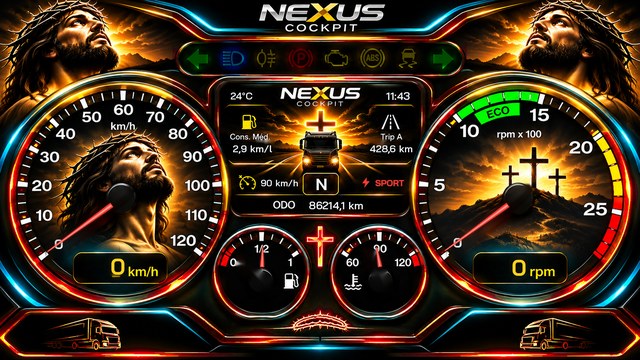 NEXUS
COCKPIT
24°C
NEXUS
COCKPIT
11:43
Cons. Méd.
2,9 km/l
Trip A
428,6 km
90 km/h
N
SPORT
ODO 86214,1 km
0
10
20
30
40
50
60
70
80
90
100
120
km/h
0 km/h
0
5
10
15
20
25
ECO
rpm x 100
0 rpm
0
1/2
1
60
90
120
P
ABS